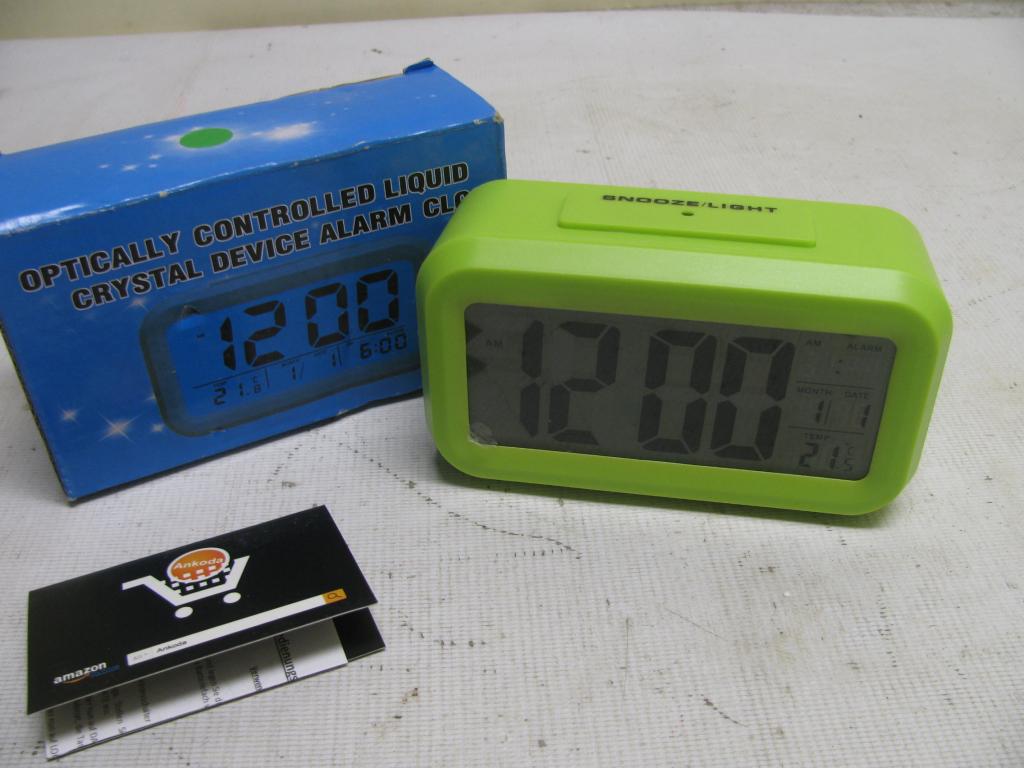 OPTICALLY CONTROLLED LIQUID
CRYSTAL DEVICE ALARM CLO
12 00
6:00
1/ 1
21.
SNOOZE/LIGHT
AM 12:00
AM ALARM
MONTH DATE
1 1
TEMP °C
21.5
Ankoda
Ankoda
amazon